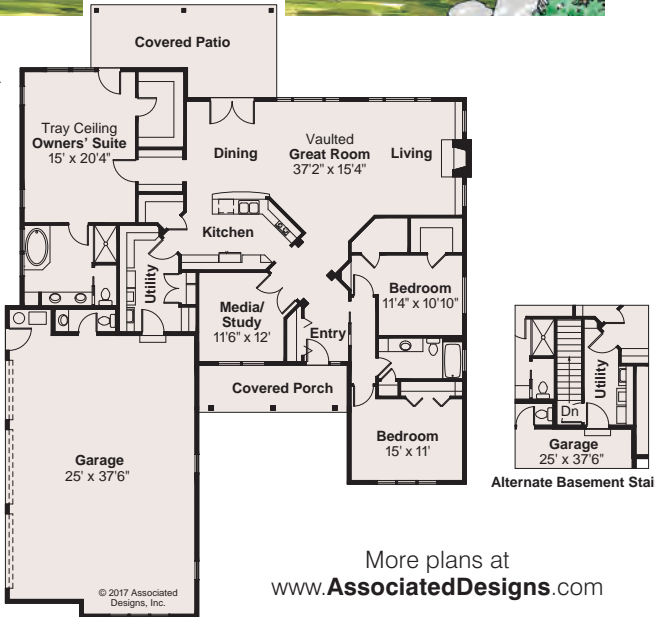 Covered Patio
Tray Ceiling
Owners' Suite
15' x 20'4"
Dining
Vaulted
Great Room
37'2" x 15'4"
Living
Kitchen
Utility
Media/
Study
11'6" x 12'
Entry
Bedroom
11'4" x 10'10"
Covered Porch
Bedroom
15' x 11'
Garage
25' x 37'6"
© 2017 Associated
Designs, Inc.
Utility
Dn
Garage
25' x 37'6"
Alternate Basement Stai
More plans at
www.AssociatedDesigns.com